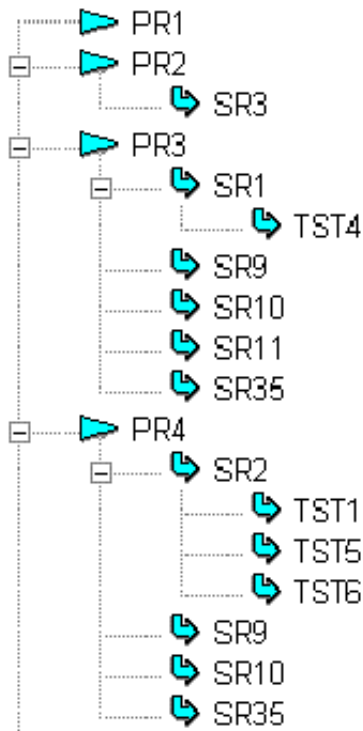 PR1
PR2
SR3
PR3
SR1
TST4
SR9
SR10
SR11
SR35
PR4
SR2
TST1
TST5
TST6
SR9
SR10
SR35